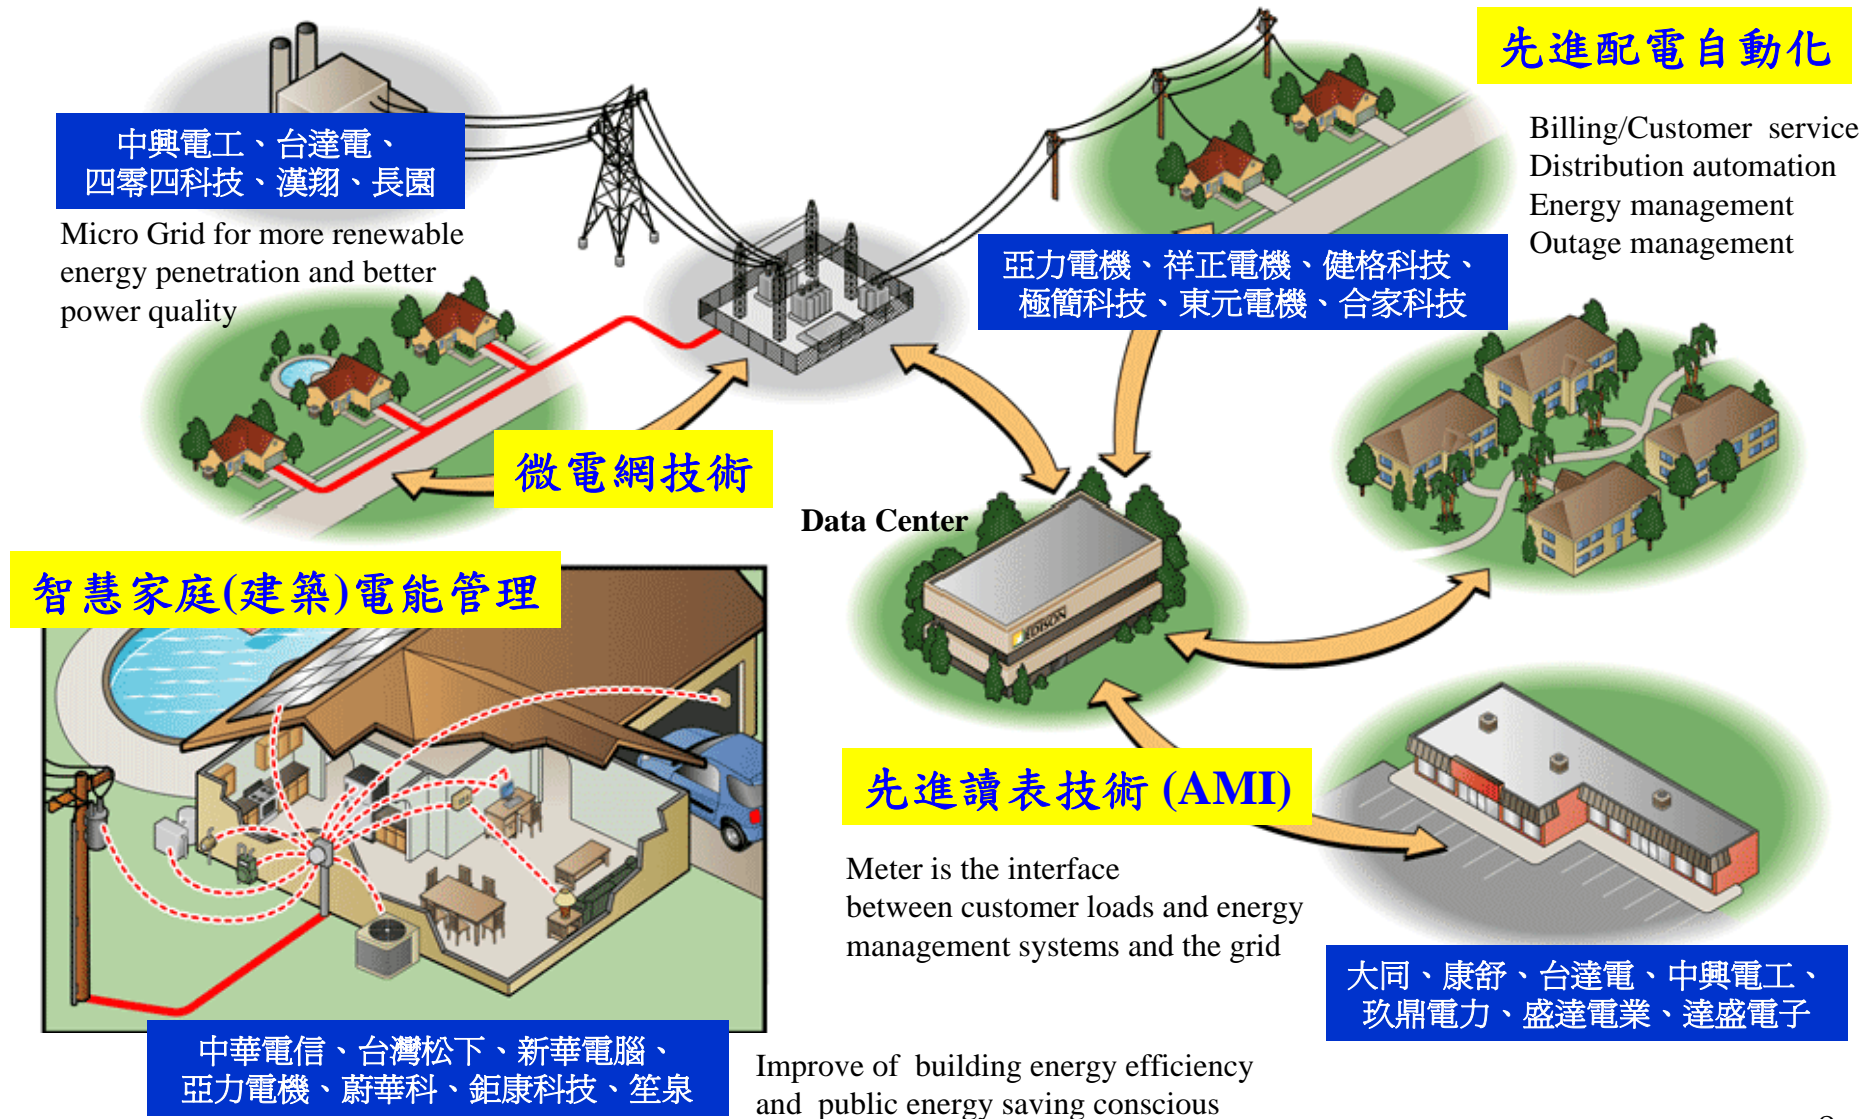 先進配電自動化
Billing/Customer service
Distribution automation
Energy management
Outage management
中興電工、台達電、
四零四科技、漢翔、長園
Micro Grid for more renewable
energy penetration and better
power quality
亞力電機、祥正電機、健格科技、
極簡科技、東元電機、合家科技
微電網技術
Data Center
EDISON
智慧家庭(建築)電能管理
先進讀表技術 (AMI)
Meter is the interface
between customer loads and energy
management systems and the grid
大同、康舒、台達電、中興電工、
玖鼎電力、盛達電業、達盛電子
中華電信、台灣松下、新華電腦、
亞力電機、蔚華科、鉅康科技、笙泉
Improve of building energy efficiency
and public energy saving conscious